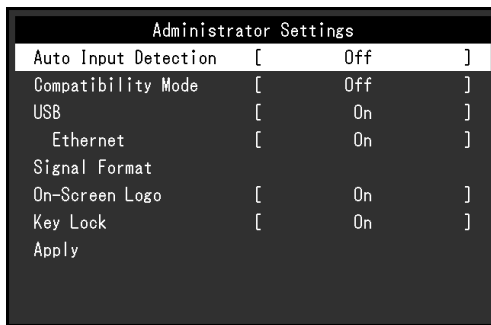 Administrator Settings
Auto Input Detection [ Off ]
Compatibility Mode [ Off ]
USB [ On ]
Ethernet [ On ]
Signal Format
On-Screen Logo [ On ]
Key Lock [ On ]
Apply